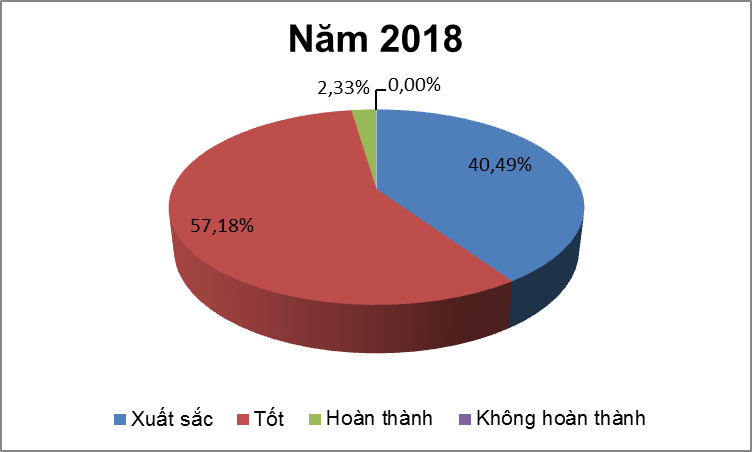 Năm 2018
2,33% 0,00%
40,49%
57,18%
Xuất sắc Tốt Hoàn thành Không hoàn thành